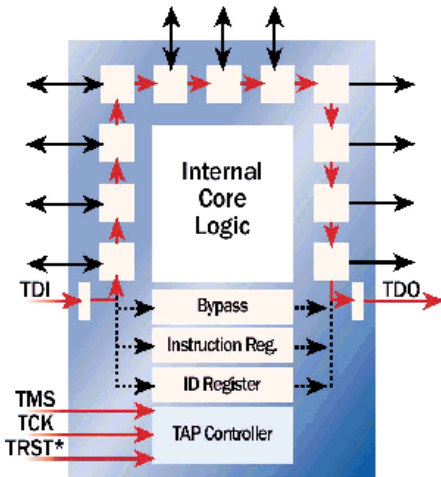 Internal
Core
Logic
TDI
TDO
Bypass
Instruction Reg.
ID Register
TMS
TCK
TRST*
TAP Controller